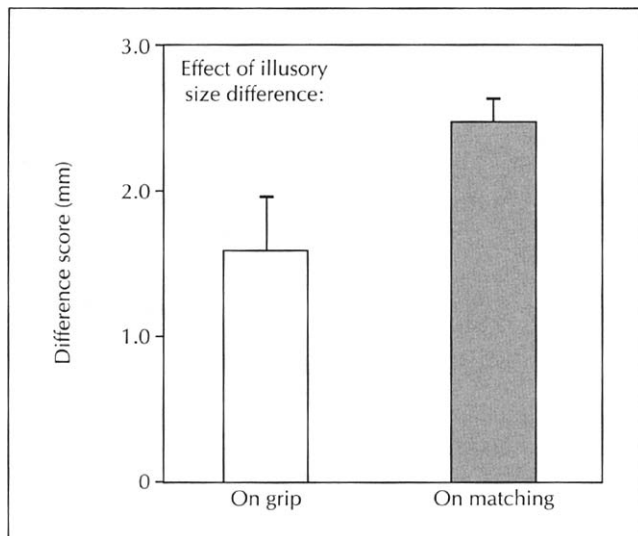 3.0
Effect of illusory
size difference:
2.0
Difference score (mm)
1.0
0
On grip
On matching